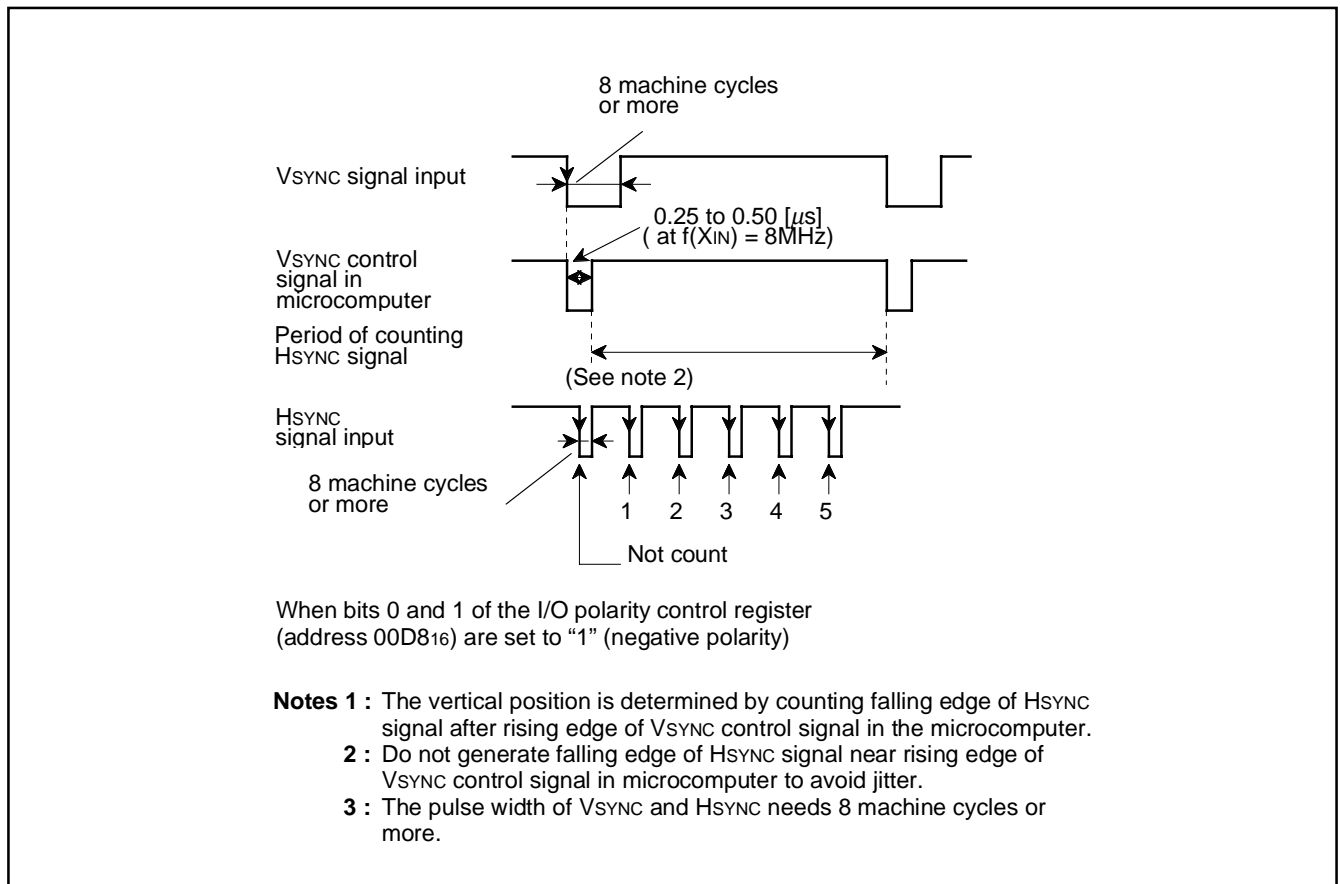 8 machine cycles
or more
VSYNC signal input
0.25 to 0.50 [μs]
( at f(XIN) = 8MHz)
VSYNC control
signal in
microcomputer
Period of counting
HSYNC signal
(See note 2)
HSYNC
signal input
8 machine cycles
or more
1 2 3 4 5
Not count
When bits 0 and 1 of the I/O polarity control register
(address 00D816) are set to “1” (negative polarity)
Notes 1 : The vertical position is determined by counting falling edge of HSYNC
signal after rising edge of VSYNC control signal in the microcomputer.
2 : Do not generate falling edge of HSYNC signal near rising edge of
VSYNC control signal in microcomputer to avoid jitter.
3 : The pulse width of VSYNC and HSYNC needs 8 machine cycles or
more.